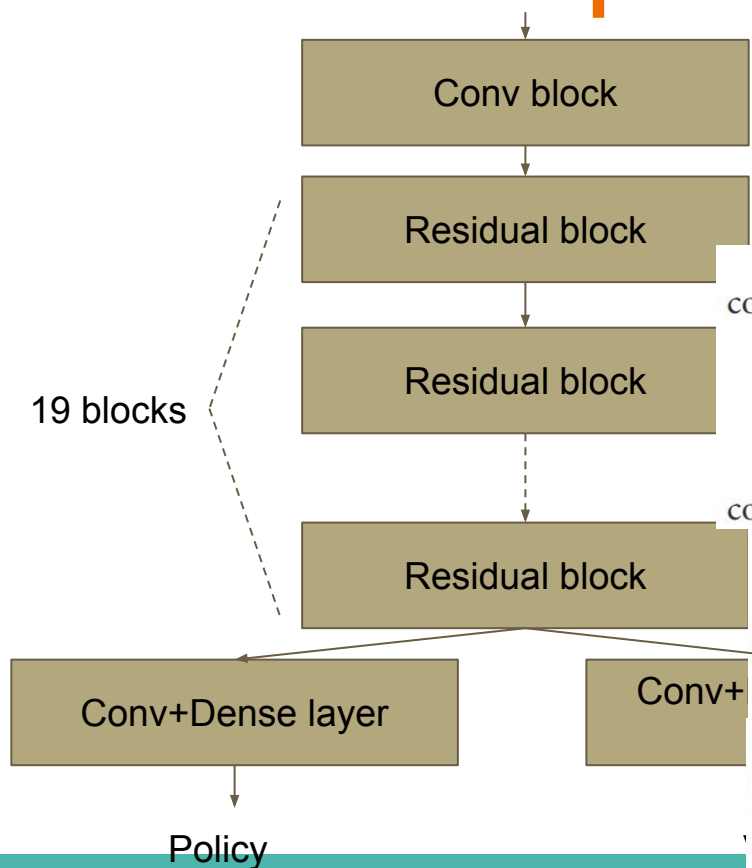 Conv block
Residual block
Residual block
19 blocks
Residual block
Conv+Dense layer
Conv+
Policy